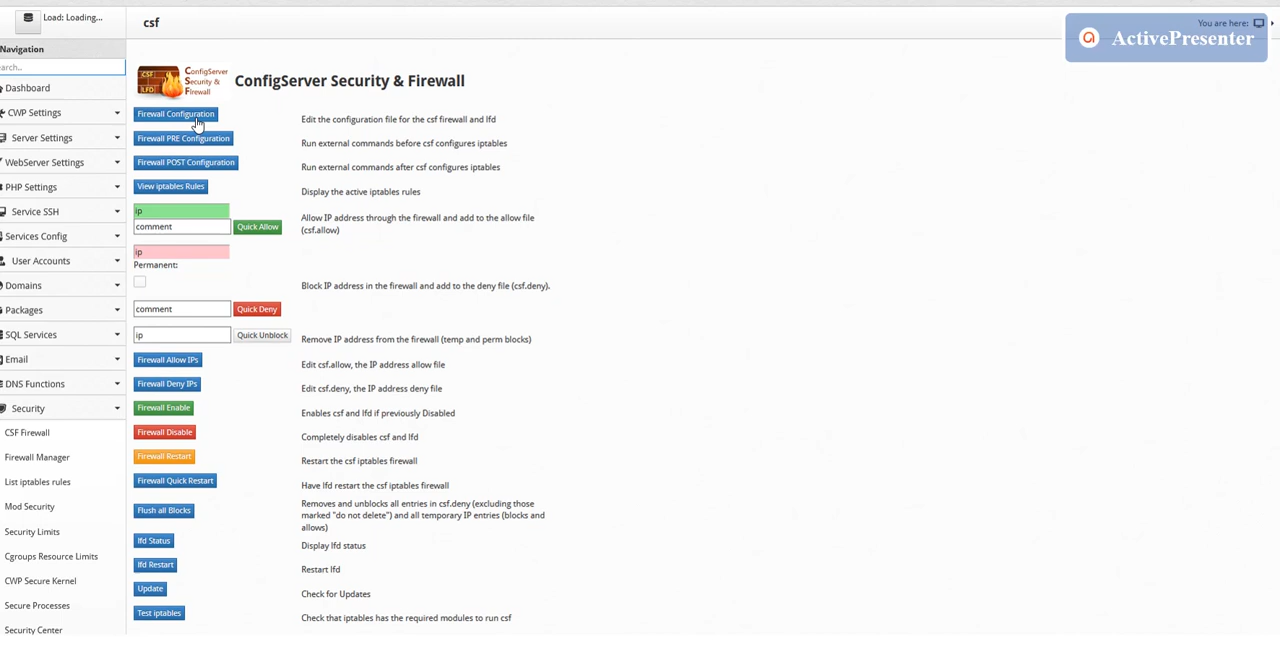 Load: Loading...
csf
You are here:
ActivePresenter
Navigation
earch..
Dashboard
CWP Settings
Server Settings
WebServer Settings
PHP Settings
Service SSH
Services Config
User Accounts
Domains
Packages
SQL Services
Email
DNS Functions
Security
CSF Firewall
Firewall Manager
List iptables rules
Mod Security
Security Limits
Cgroups Resource Limits
CWP Secure Kernel
Secure Processes
Security Center
CSF
LFD
ConfigServer
Security &
Firewall
ConfigServer Security & Firewall
Firewall Configuration
Edit the configuration file for the csf firewall and lfd
Firewall PRE Configuration
Run external commands before csf configures iptables
Firewall POST Configuration
Run external commands after csf configures iptables
View iptables Rules
Display the active iptables rules
ip
comment
Quick Allow
Allow IP address through the firewall and add to the allow file
(csf.allow)
ip
Permanent:
Block IP address in the firewall and add to the deny file (csf.deny).
comment
Quick Deny
ip
Quick Unblock
Remove IP address from the firewall (temp and perm blocks)
Firewall Allow IPs
Edit csf.allow, the IP address allow file
Firewall Deny IPs
Edit csf.deny, the IP address deny file
Firewall Enable
Enables csf and lfd if previously Disabled
Firewall Disable
Completely disables csf and lfd
Firewall Restart
Restart the csf iptables firewall
Firewall Quick Restart
Have lfd restart the csf iptables firewall
Flush all Blocks
Removes and unblocks all entries in csf.deny (excluding those
marked "do not delete") and all temporary IP entries (blocks and
allows)
lfd Status
Display lfd status
lfd Restart
Restart lfd
Update
Check for Updates
Test iptables
Check that iptables has the required modules to run csf